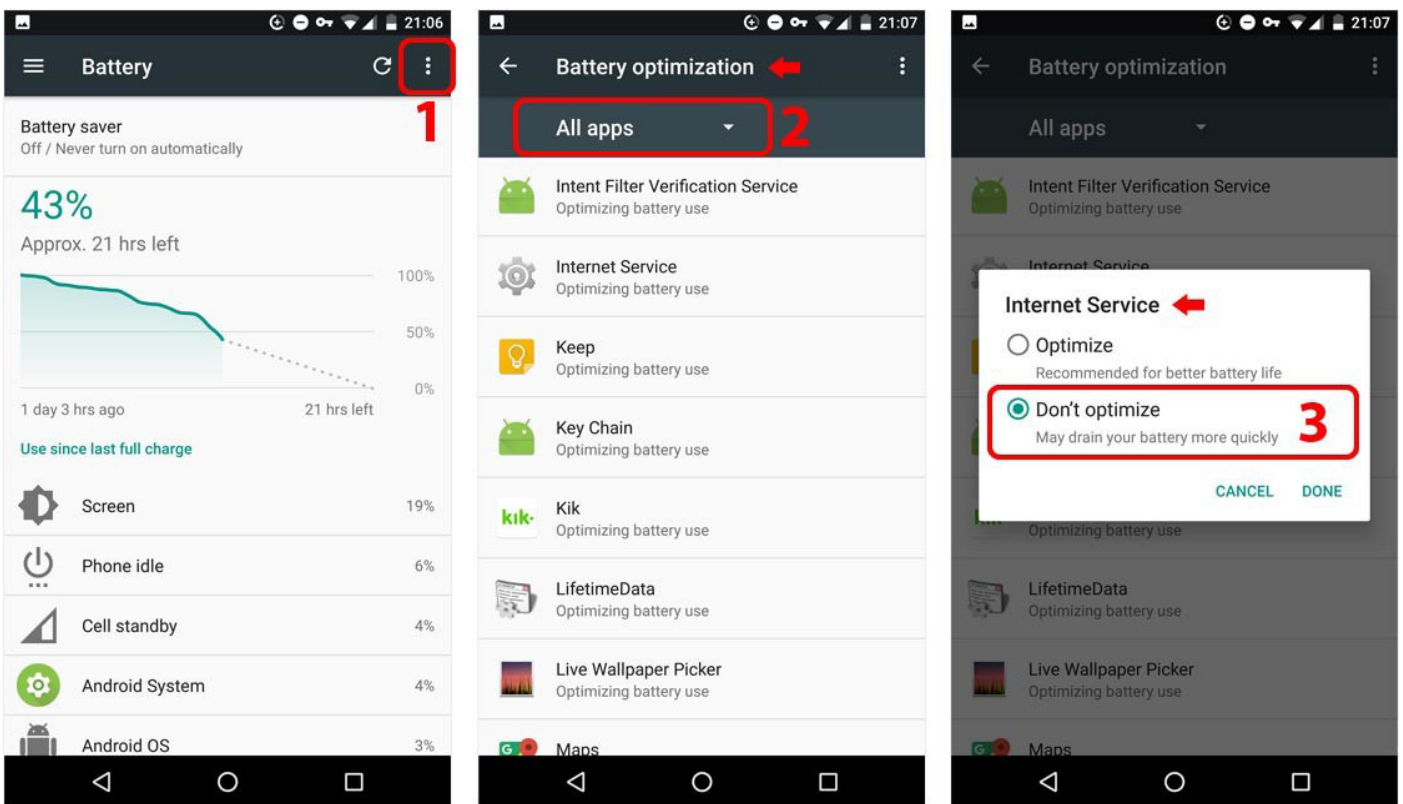 21:06
Battery
1
Battery saver
Off / Never turn on automatically
43%
Approx. 21 hrs left
100%
50%
0%
1 day 3 hrs ago 21 hrs left
Use since last full charge
Screen 19%
Phone idle 6%
Cell standby 4%
Android System 4%
Android OS 3%
21:07
Battery optimization
All apps 2
Intent Filter Verification Service
Optimizing battery use
Internet Service
Optimizing battery use
Keep
Optimizing battery use
Key Chain
Optimizing battery use
kik.
Kik
Optimizing battery use
LifetimeData
Optimizing battery use
Live Wallpaper Picker
Optimizing battery use
G
Maps
21:07
Battery optimization
All apps
Intent Filter Verification Service
Optimizing battery use
Internet Service
Internet Service
Optimize
Recommended for better battery life
Don't optimize
May drain your battery more quickly
3
CANCEL DONE
Optimizing battery use
LifetimeData
Optimizing battery use
Live Wallpaper Picker
Optimizing battery use
G
Maps